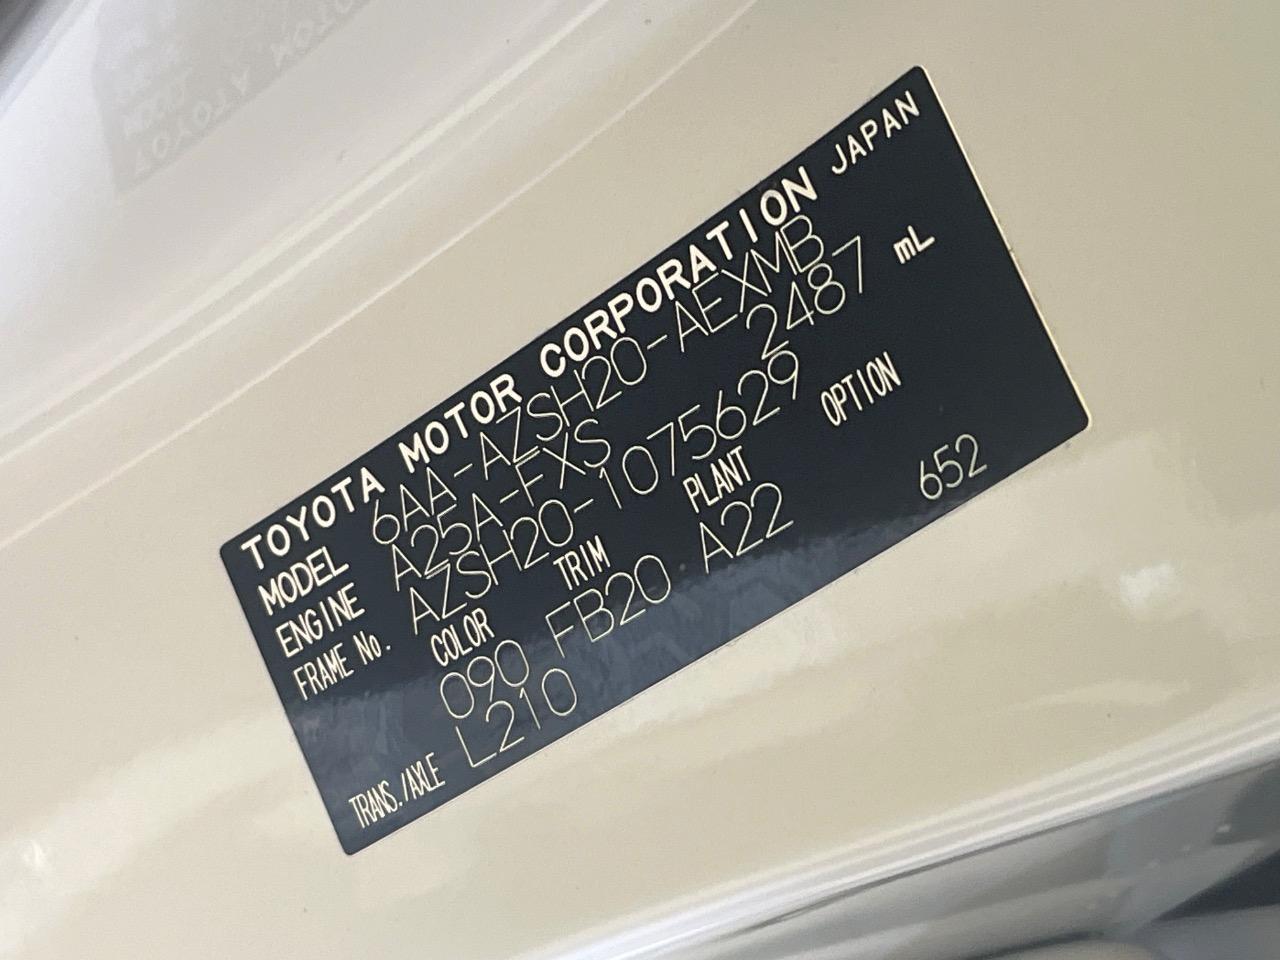 TOYOTA MOTOR CORPORATION JAPAN
MODEL 6AA-AZSH20-AEXMB
ENGINE A25A-FXS 2487 mL
FRAME No. AZSH20-1075629
COLOR TRIM PLANT OPTION
090 FB20 A22 652
TRANS./AXLE L210